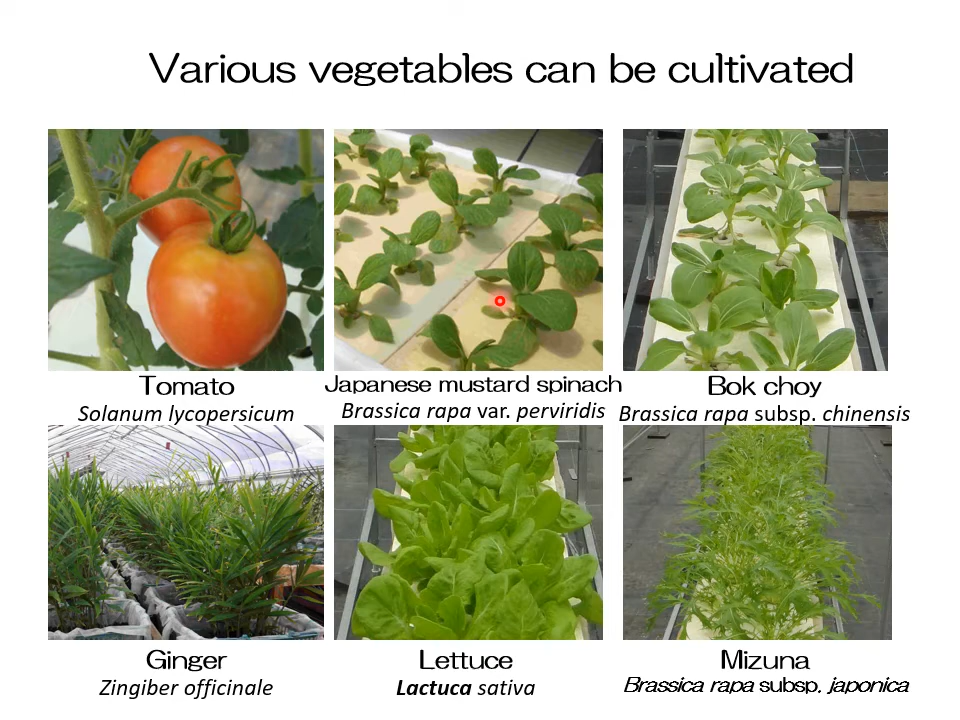 Various vegetables can be cultivated
Tomato
Solanum lycopersicum
Japanese mustard spinach
Brassica rapa var. perviridis
Bok choy
Brassica rapa subsp. chinensis
Ginger
Zingiber officinale
Lettuce
Lactuca sativa
Mizuna
Brassica rapa subsp. japonica